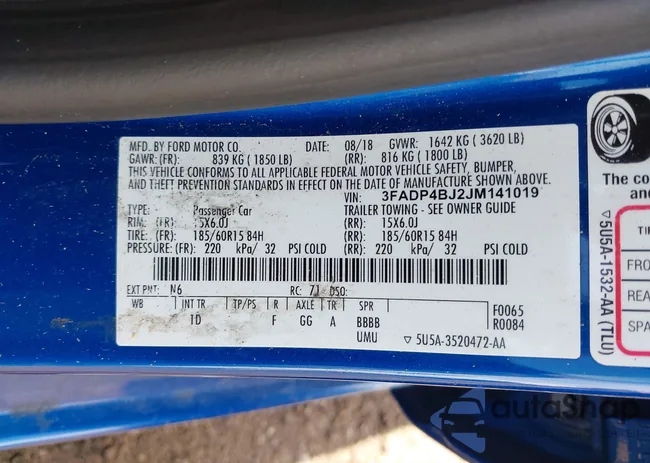 MFD. BY FORD MOTOR CO. DATE: 08/18 GVWR: 1642 KG ( 3620 LB)
GAWR: (FR): 839 KG ( 1850 LB) (RR): 816 KG ( 1800 LB)
THIS VEHICLE CONFORMS TO ALL APPLICABLE FEDERAL MOTOR VEHICLE SAFETY, BUMPER,
AND THEFT PREVENTION STANDARDS IN EFFECT ON THE DATE OF MANUFACTURE SHOWN ABOVE.
VIN: 3FADP4BJ2JM141019
TYPE: Passenger Car TRAILER TOWING - SEE OWNER GUIDE
RIM: (FR): 15X6.0J (RR): 15X6.0J
TIRE: (FR): 185/60R15 84H (RR): 185/60R15 84H
PRESSURE: (FR): 220 kPa/ 32 PSI COLD (RR): 220 kPa/ 32 PSI COLD
EXT PNT: N6 RC: 71 DSO:
WB INT TR TP/PS R AXLE TR SPR F0065
ID F GG A BBBB R0084
UMU ▽ 5U5A-3520472-AA
The co
and
▽5U5A-1532-AA (TLU)
TI
FRO
REA
SPA
autoShop